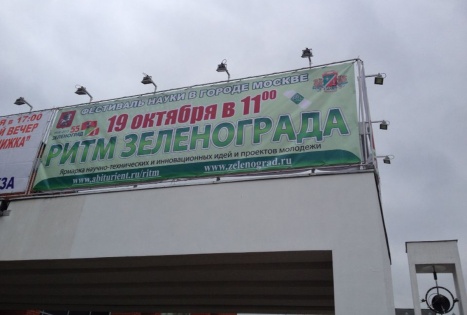 ФЕСТИВАЛЬ НАУКИ В ГОРОДЕ МОСКВЕ
19 октября в 11⁰⁰
55
РИТМ ЗЕЛЕНОГРАДА
Ярмарка научно-технических и инновационных идей и проектов молодежи
www.abiturient.ru/ritm
www.zelenograd.ru
в 17:00
ВЕЧЕР